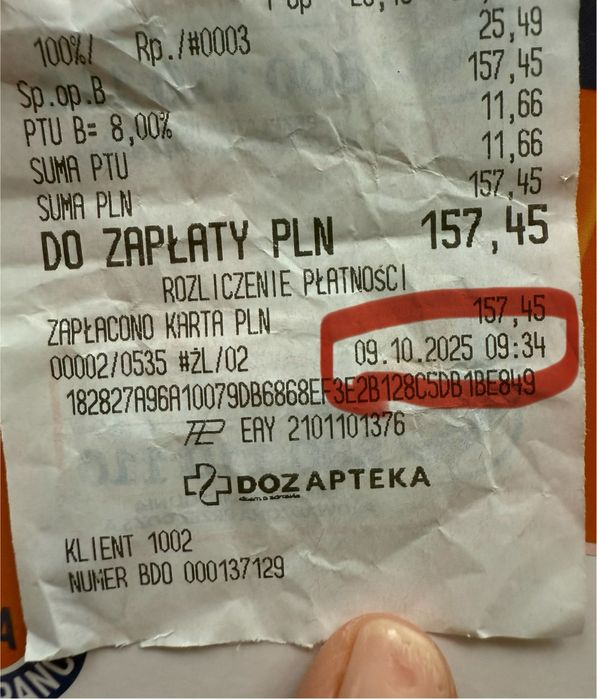 25,49
100%/ Rp./#0003
157,45
Sp.op.B 11,66
PTU B= 8,00% 11,66
SUMA PTU 157,45
SUMA PLN
DO ZAPŁATY PLN 157,45
ROZLICZENIE PŁATNOŚCI
ZAPŁACONO KARTA PLN 157,45
00002/0535 #ŻL/02 09.10.2025 09:34
182827A96A10079DB6868EF3E2B128C5DB1BE849
EAY 2101101376
DOZ APTEKA
dbam o zdrowie
KLIENT 1002
NUMER BDO 000137129